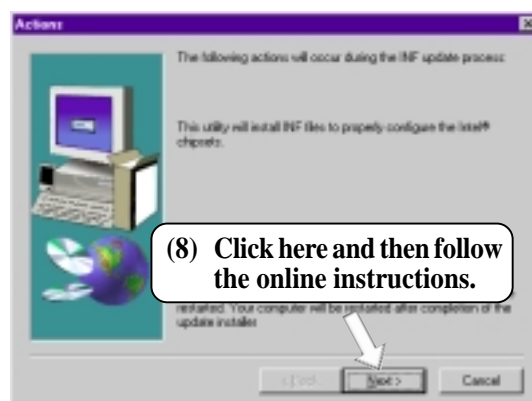 Actions
The following actions will occur during the INF update process:
This utility will install INF files to properly configure the Intel®
chipsets.
(8) Click here and then follow
the online instructions.
restarted. Your computer will be restarted after completion of the
update installer
< Back
Next >
Cancel